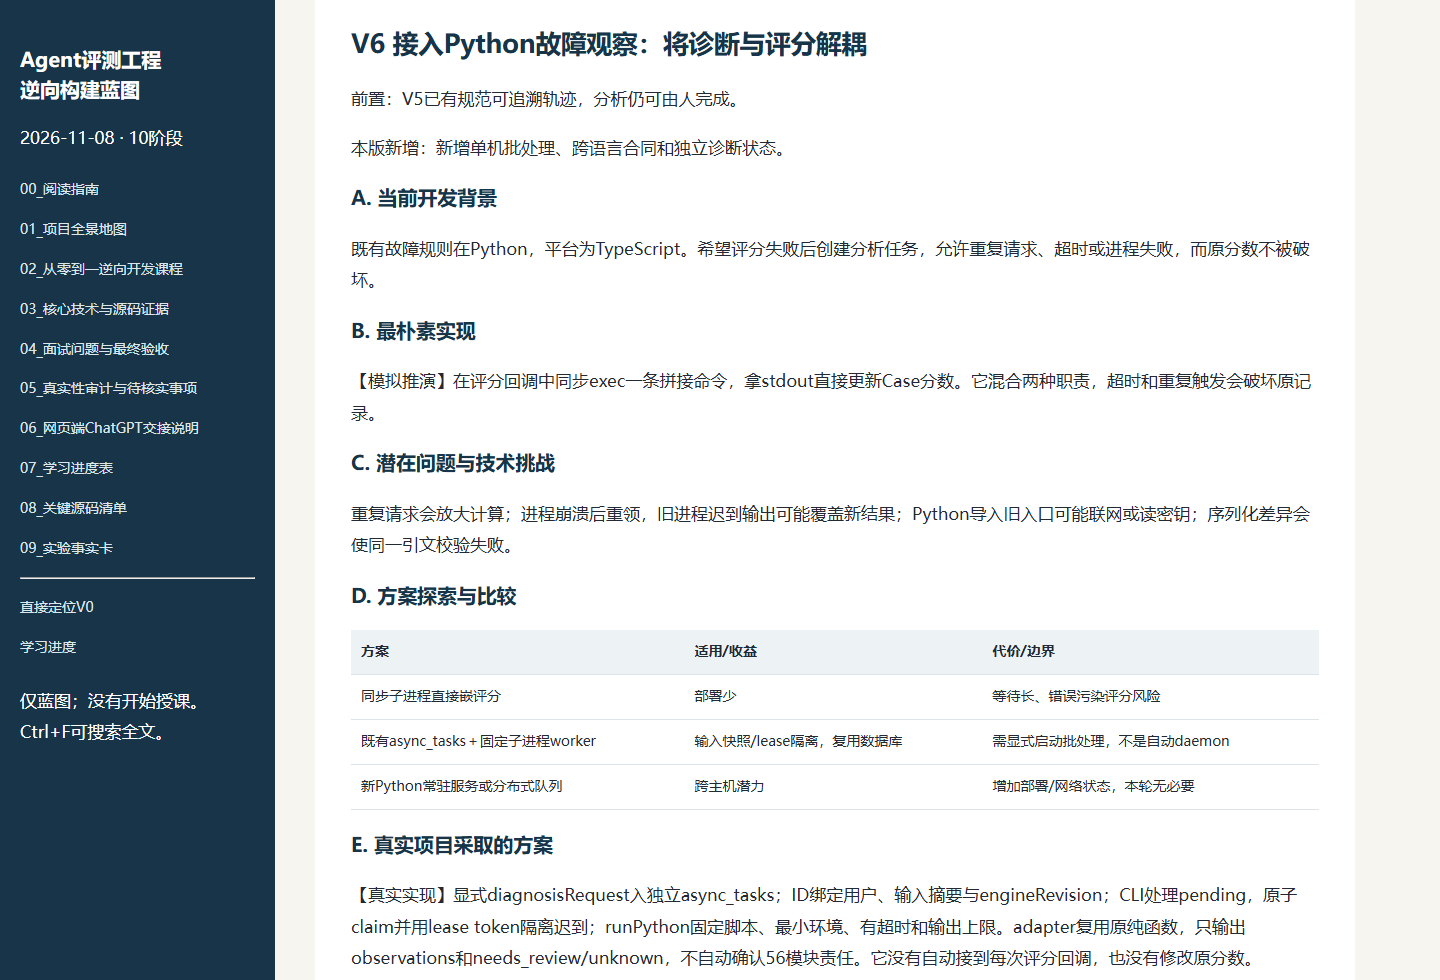 Agent评测工程
逆向构建蓝图
2026-11-08 · 10阶段
00_阅读指南
01_项目全景地图
02_从零到一逆向开发课程
03_核心技术与源码证据
04_面试问题与最终验收
05_真实性审计与待核实事项
06_网页端ChatGPT交接说明
07_学习进度表
08_关键源码清单
09_实验事实卡
直接定位V0
学习进度
仅蓝图；没有开始授课。
Ctrl+F可搜索全文。
V6 接入Python故障观察：将诊断与评分解耦
前置：V5已有规范可追溯轨迹，分析仍可由人完成。
本版新增：新增单机批处理、跨语言合同和独立诊断状态。
A. 当前开发背景
既有故障规则在Python，平台为TypeScript。希望评分失败后创建分析任务，允许重复请求、超时或进程失败，而原分数不被破
坏。
B. 最朴素实现
【模拟推演】在评分回调中同步exec一条拼接命令，拿stdout直接更新Case分数。它混合两种职责，超时和重复触发会破坏原记
录。
C. 潜在问题与技术挑战
重复请求会放大计算；进程崩溃后重领，旧进程迟到输出可能覆盖新结果；Python导入旧入口可能联网或读密钥；序列化差异会
使同一引文校验失败。
D. 方案探索与比较
方案 适用/收益 代价/边界
同步子进程直接嵌评分 部署少 等待长、错误污染评分风险
既有async_tasks＋固定子进程worker 输入快照/lease隔离，复用数据库 需显式启动批处理，不是自动daemon
新Python常驻服务或分布式队列 跨主机潜力 增加部署/网络状态，本轮无必要
E. 真实项目采取的方案
【真实实现】显式diagnosisRequest入独立async_tasks；ID绑定用户、输入摘要与engineRevision；CLI处理pending，原子
claim并用lease token隔离迟到；runPython固定脚本、最小环境、有超时和输出上限。adapter复用原纯函数，只输出
observations和needs_review/unknown，不自动确认56模块责任。它没有自动接到每次评分回调，也没有修改原分数。